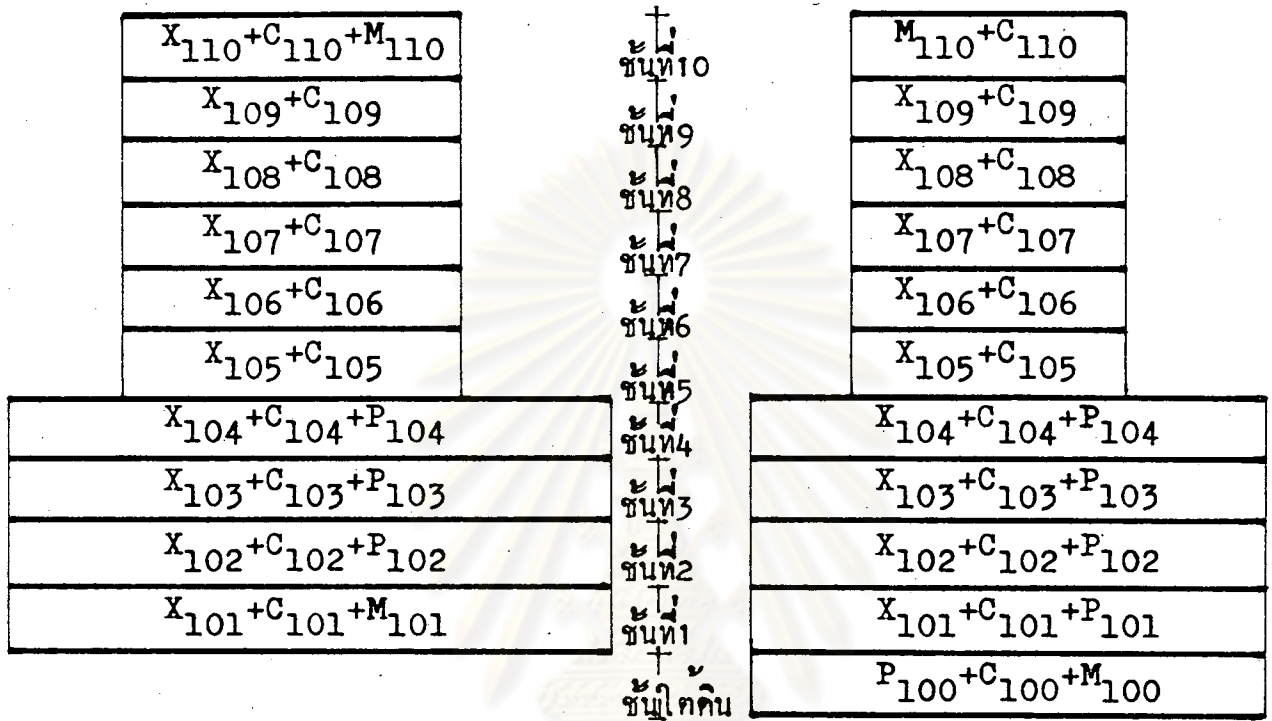 X110+C110+M110 ชั้นที่10 M110+C110
X109+C109 ชั้นที่9 X109+C109
X108+C108 ชั้นที่8 X108+C108
X107+C107 ชั้นที่7 X107+C107
X106+C106 ชั้นที่6 X106+C106
X105+C105 ชั้นที่5 X105+C105
X104+C104+P104 ชั้นที่4 X104+C104+P104
X103+C103+P103 ชั้นที่3 X103+C103+P103
X102+C102+P102 ชั้นที่2 X102+C102+P102
X101+C101+M101 ชั้นที่1 X101+C101+P101
ชั้นใต้ดิน P100+C100+M100